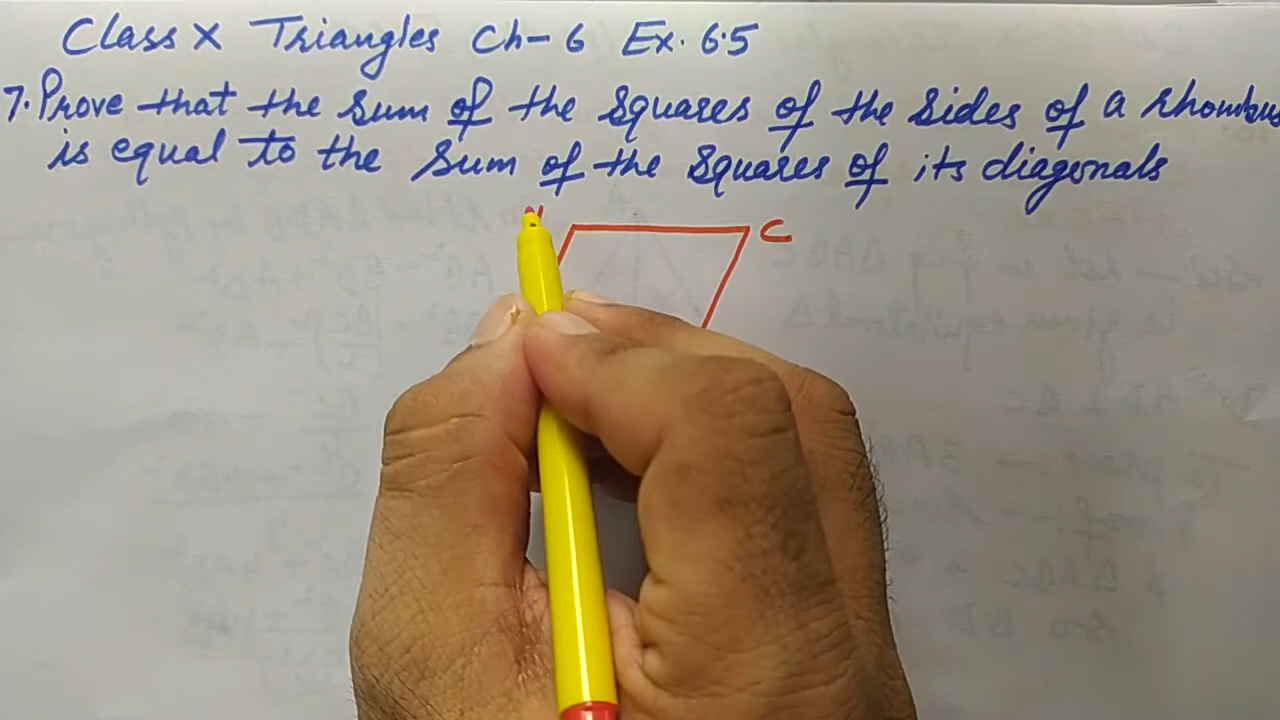 Class X Triangles Ch-6 Ex. 6.5
7. Prove that the sum of the squares of the sides of a rhombus
is equal to the sum of the squares of its diagonals
C